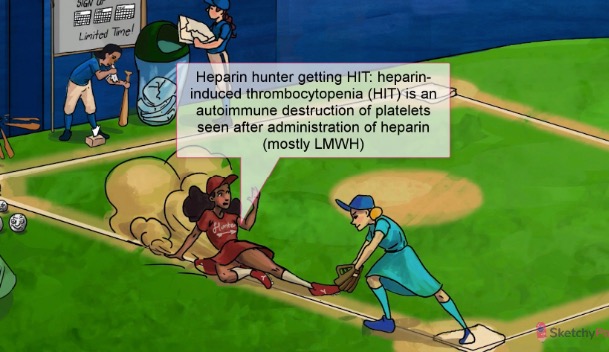 SIGN UP
Limited Time!
Heparin hunter getting HIT: heparin-
induced thrombocytopenia (HIT) is an
autoimmune destruction of platelets
seen after administration of heparin
(mostly LMWH)